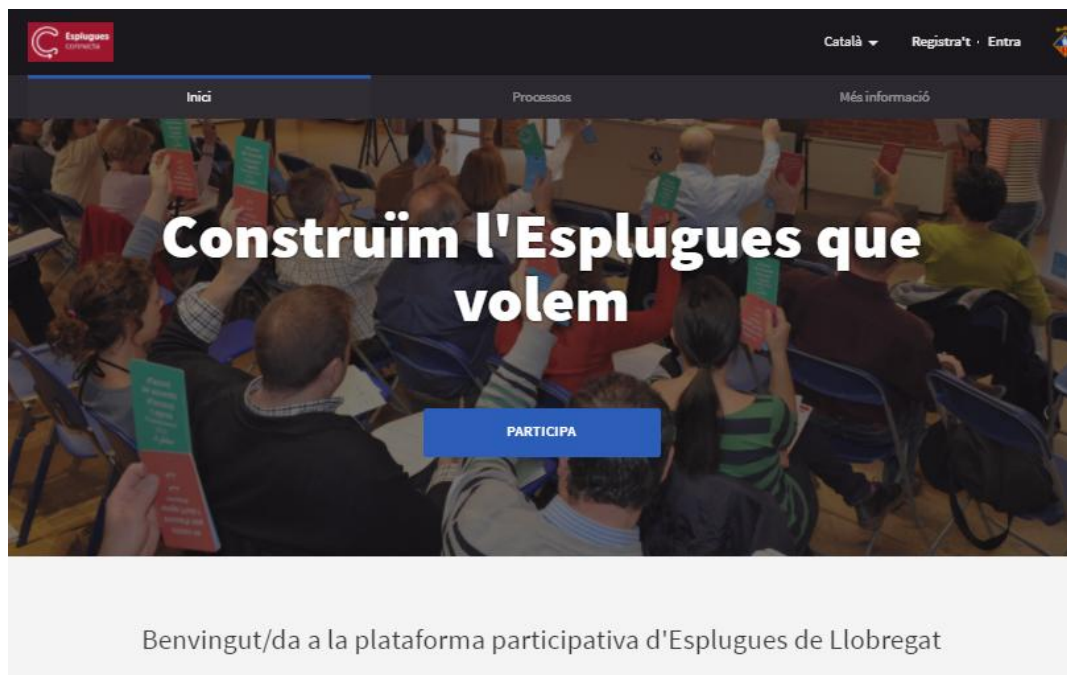 Esplugues
connecta
Català
Registra't · Entra
Inici
Processos
Més informació
Construïm l'Esplugues que
volem
PARTICIPA
Benvingut/da a la plataforma participativa d'Esplugues de Llobregat